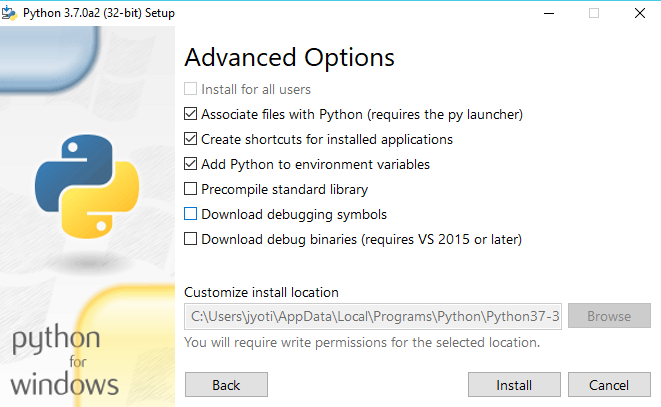 Python 3.7.0a2 (32-bit) Setup
Advanced Options
Install for all users
Associate files with Python (requires the py launcher)
Create shortcuts for installed applications
Add Python to environment variables
Precompile standard library
Download debugging symbols
Download debug binaries (requires VS 2015 or later)
Customize install location
C:\Users\jyoti\AppData\Local\Programs\Python\Python37-3
Browse
You will require write permissions for the selected location.
python
for
windows
Back
Install
Cancel